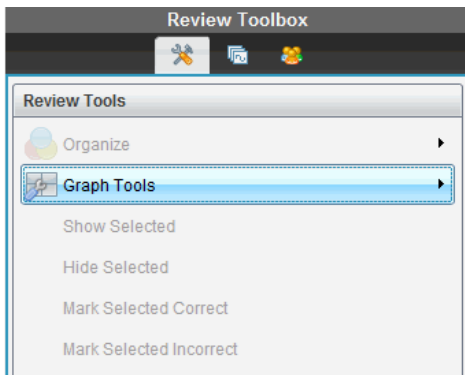 Review Toolbox
Review Tools
Organize
Graph Tools
Show Selected
Hide Selected
Mark Selected Correct
Mark Selected Incorrect